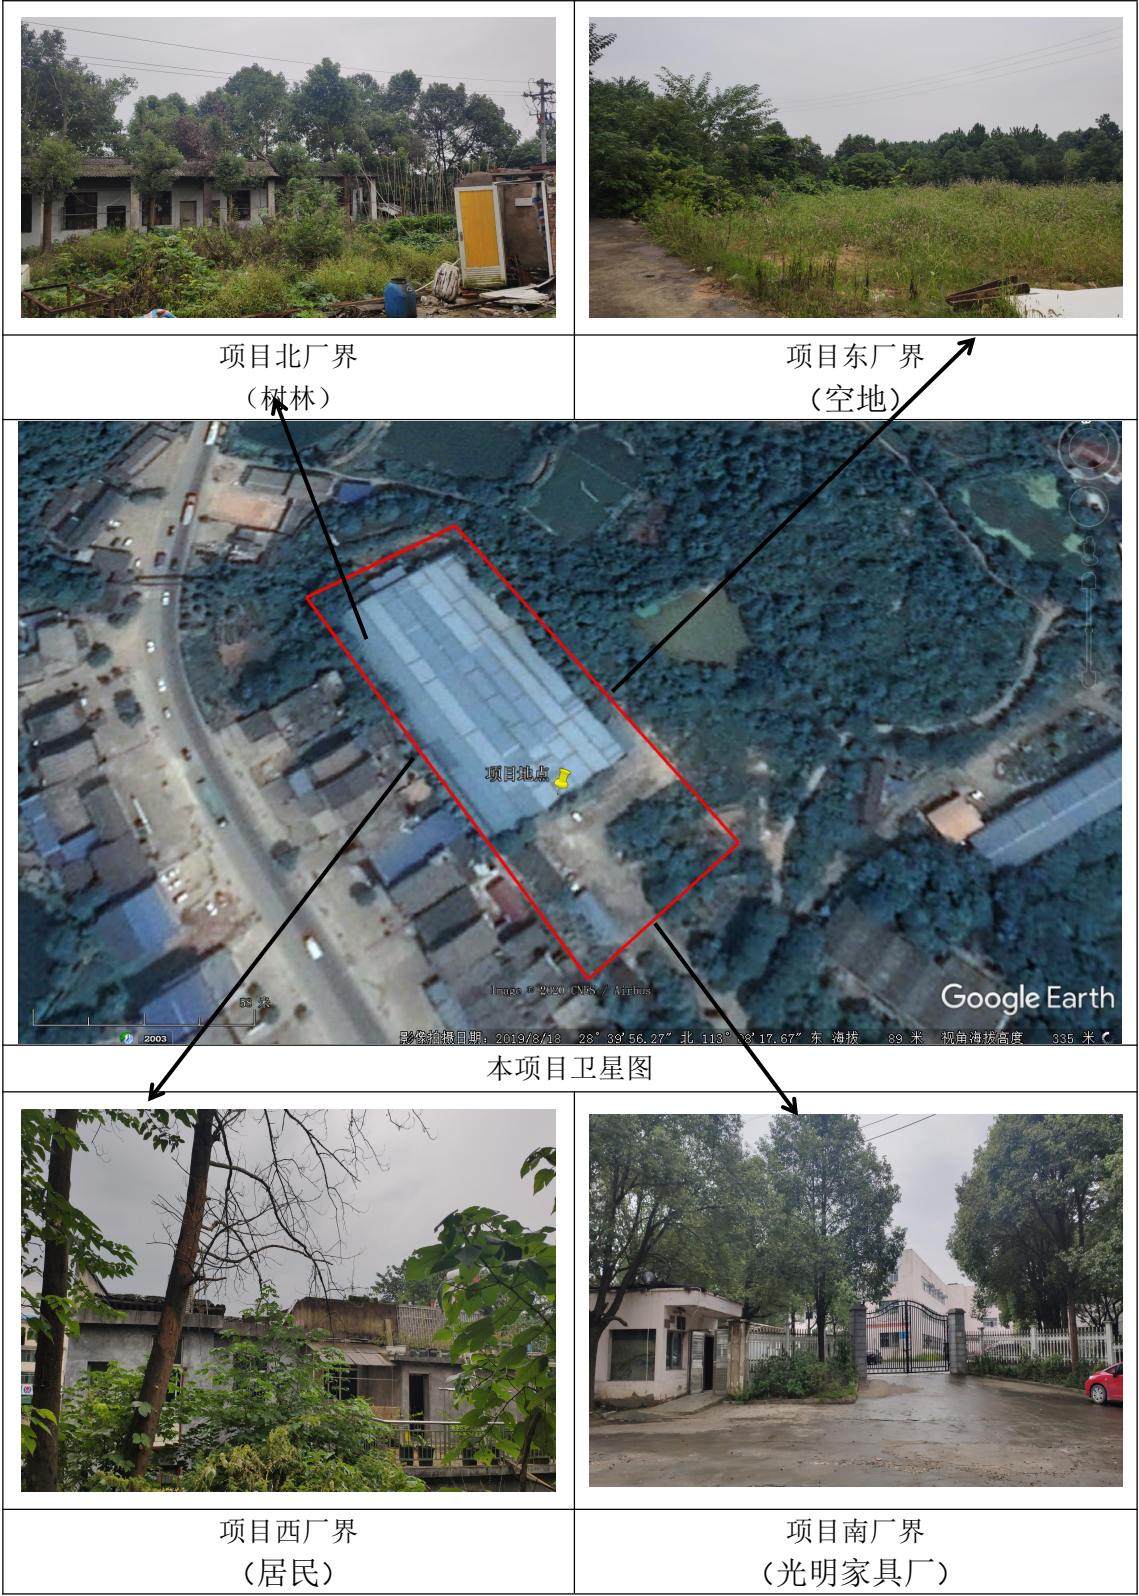 项目北厂界
项目东厂界
（树林）
（空地）
项目地点
58 米
Image © 2020 CNES / Airbus
Google Earth
2003
影像拍摄日期: 2019/8/18 28° 39′56.27″ 北 113° 08′17.67″ 东 海拔 89 米 视角海拔高度 335 米
本项目卫星图
项目西厂界
项目南厂界
（居民）
（光明家具厂）